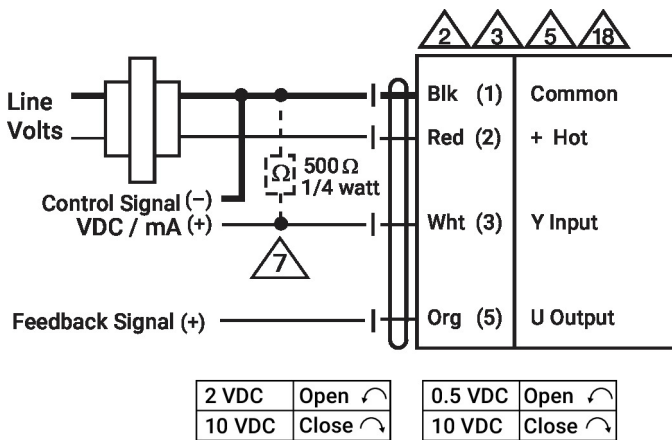 2 3 5 18
Line
Volts
Blk (1) Common
Red (2) + Hot
Ω 500 Ω
1/4 watt
Control Signal (−)
VDC / mA (+)
Wht (3) Y Input
7
Feedback Signal (+)
Org (5) U Output
2 VDC Open
10 VDC Close
0.5 VDC Open
10 VDC Close